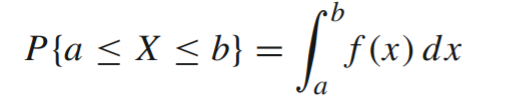 P{a ≤ X ≤ b} = ∫_a^b f(x) dx